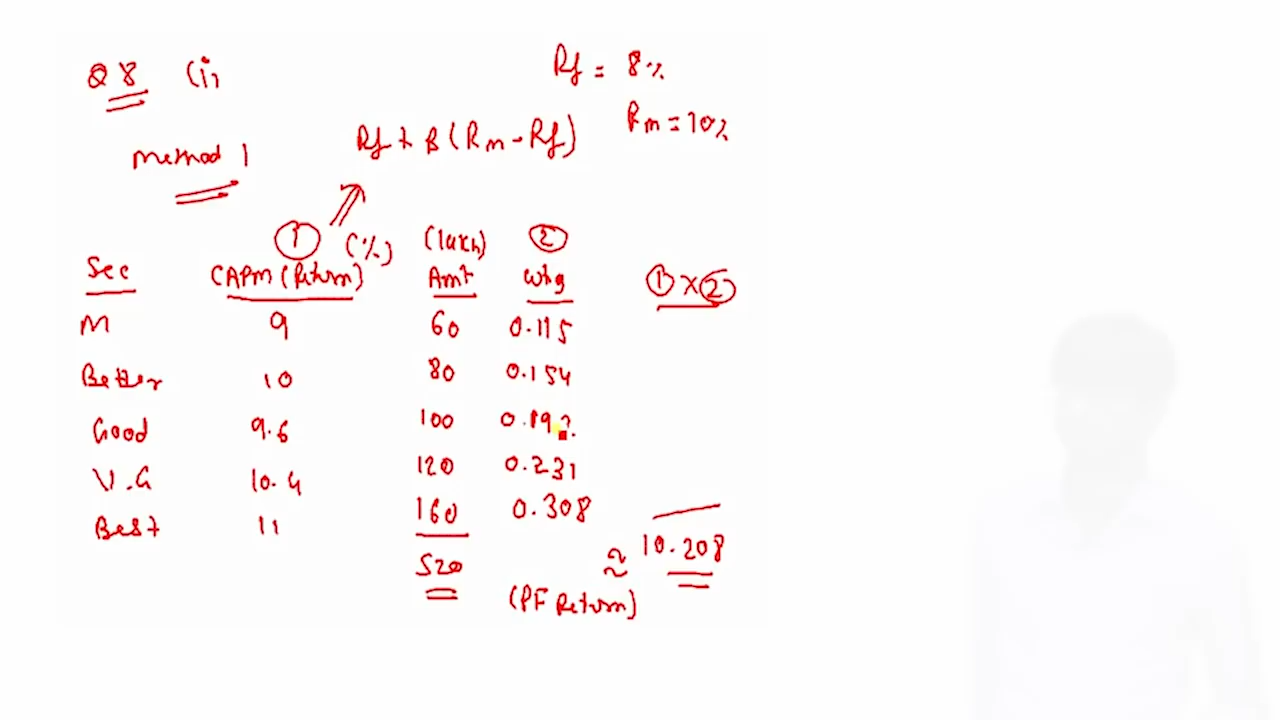 Q8 (i)
Rf = 8%
Rm = 10%
Method 1
Rf + B (Rm - Rf)
① (%) (lakh) ②
Sec CAPM (Return) Amt wtg ① x ②
M 9 60 0.115
Better 10 80 0.154
Good 9.6 100 0.192
V.G 10.4 120 0.231
Best 11 160 0.308
520 ≈ 10.208
(PF Return)